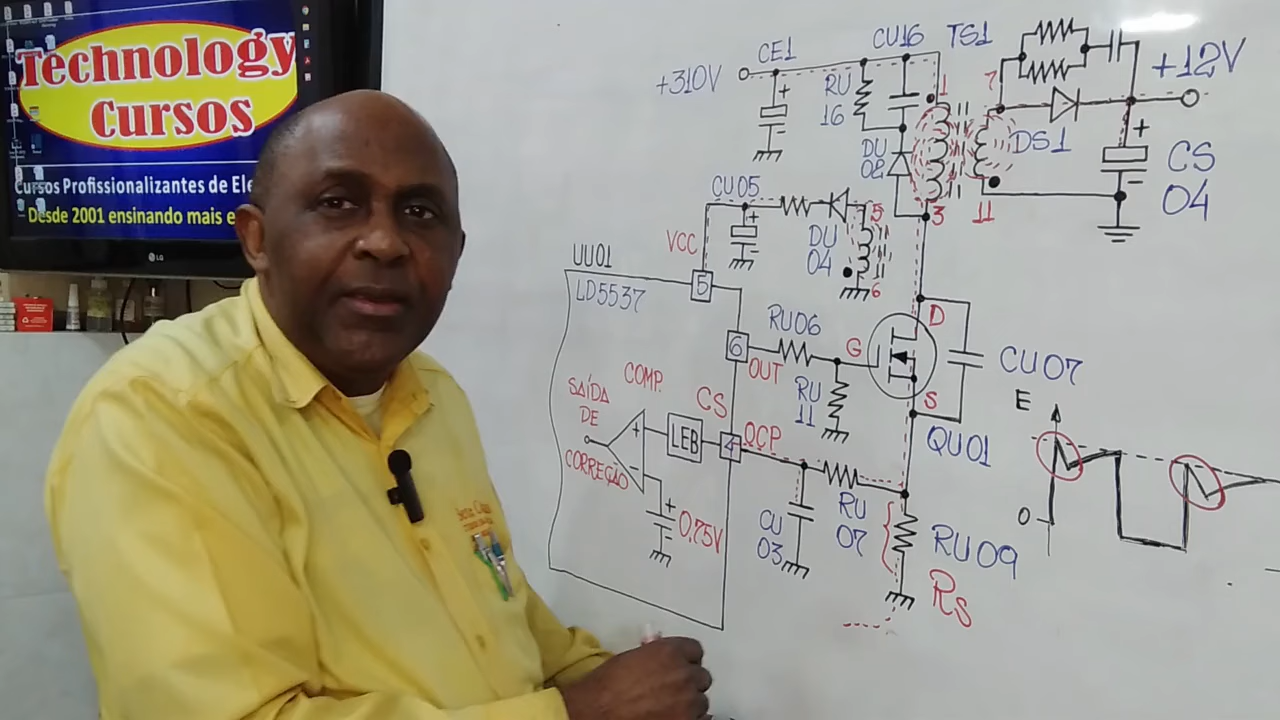 Technology
Cursos
Cursos Profissionalizantes de Ele
Desde 2001 ensinando mais e
LG
+310V
CE1
CU16
TS1
RU
16
1
7
+12V
DU
02
DS1
CS
04
3
11
CU05
5
DU
04
6
VCC
5
UU01
LD5537
6
OUT
RU06
G
D
S
CU07
RU
11
QU01
SAÍDA
DE
CORREÇÃO
COMP.
+
-
LEB
CS
4
OCP
0.75V
CU
03
RU
07
RU09
Rs
E
0